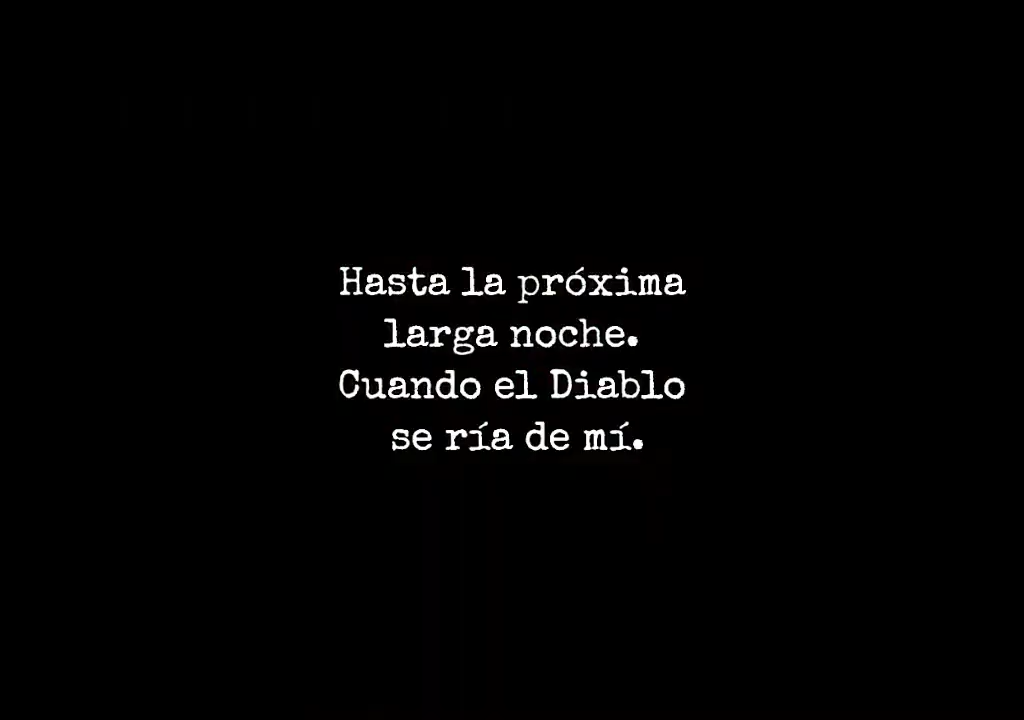 Hasta la próxima
larga noche.
Cuando el Diablo
se ría de mí.